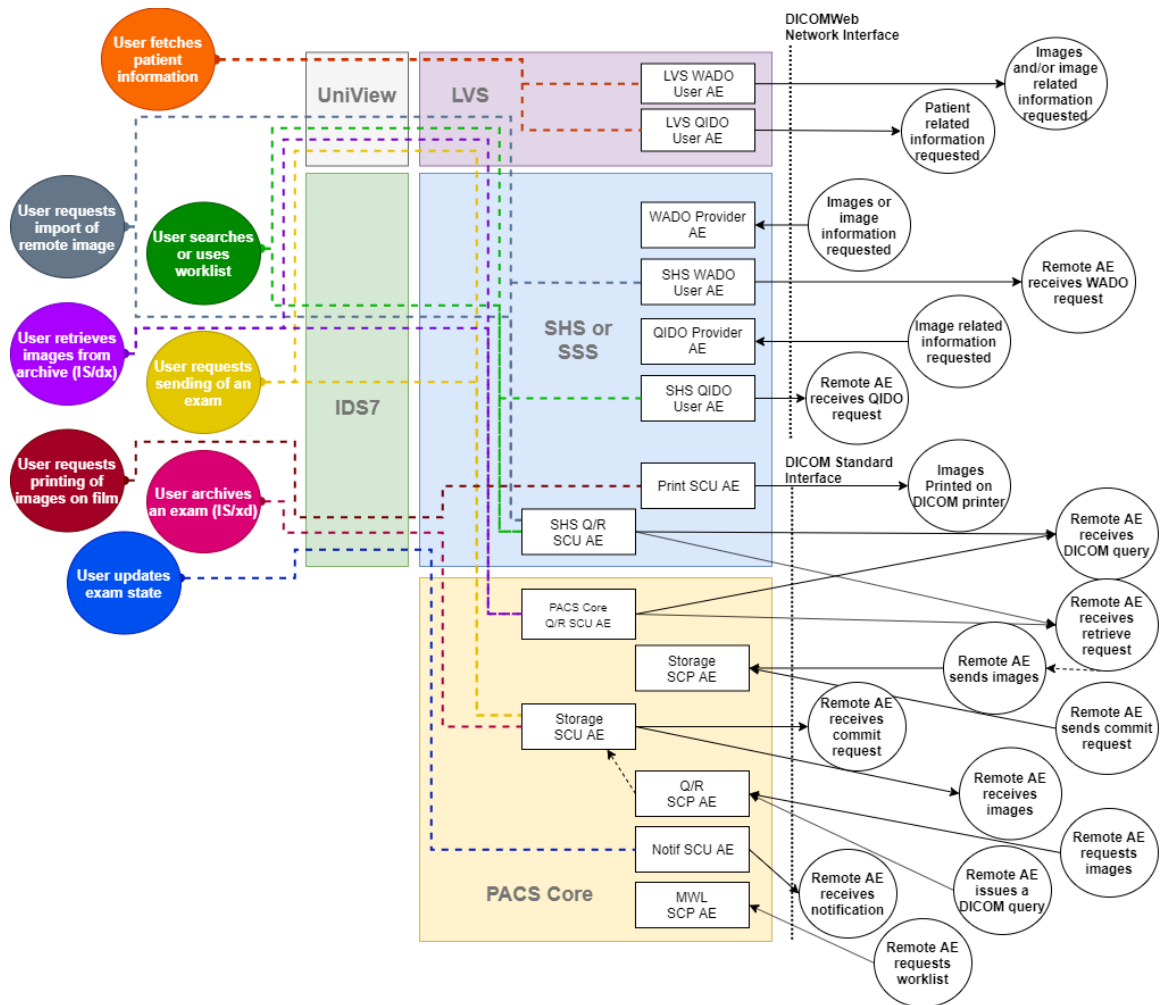 DICOMWeb
Network Interface
User fetches
patient
information
UniView
LVS
LVS WADO
User AE
Images
and/or image
related
information
requested
LVS QIDO
User AE
Patient
related
information
requested
User requests
import of
remote image
User searches
or uses
worklist
WADO Provider
AE
Images or
image
information
requested
SHS WADO
User AE
Remote AE
receives WADO
request
SHS or
SSS
QIDO Provider
AE
Image related
information
requested
User retrieves
images from
archive (IS/dx)
User requests
sending of an
exam
IDS7
SHS QIDO
User AE
Remote AE
receives QIDO
request
User requests
printing of
images on film
User archives
an exam (IS/xd)
DICOM Standard
Interface
Print SCU AE
Images
Printed on
DICOM printer
SHS Q/R
SCU AE
Remote AE
receives
DICOM query
User updates
exam state
PACS Core
Q/R SCU AE
Remote AE
receives
retrieve
request
Storage
SCP AE
Remote AE
sends images
Storage
SCU AE
Remote AE
receives
commit
request
Remote AE
sends commit
request
Q/R
SCP AE
Remote AE
receives
images
Notif SCU AE
Remote AE
requests
images
PACS Core
MWL
SCP AE
Remote AE
receives
notification
Remote AE
issues a
DICOM query
Remote AE
requests
worklist